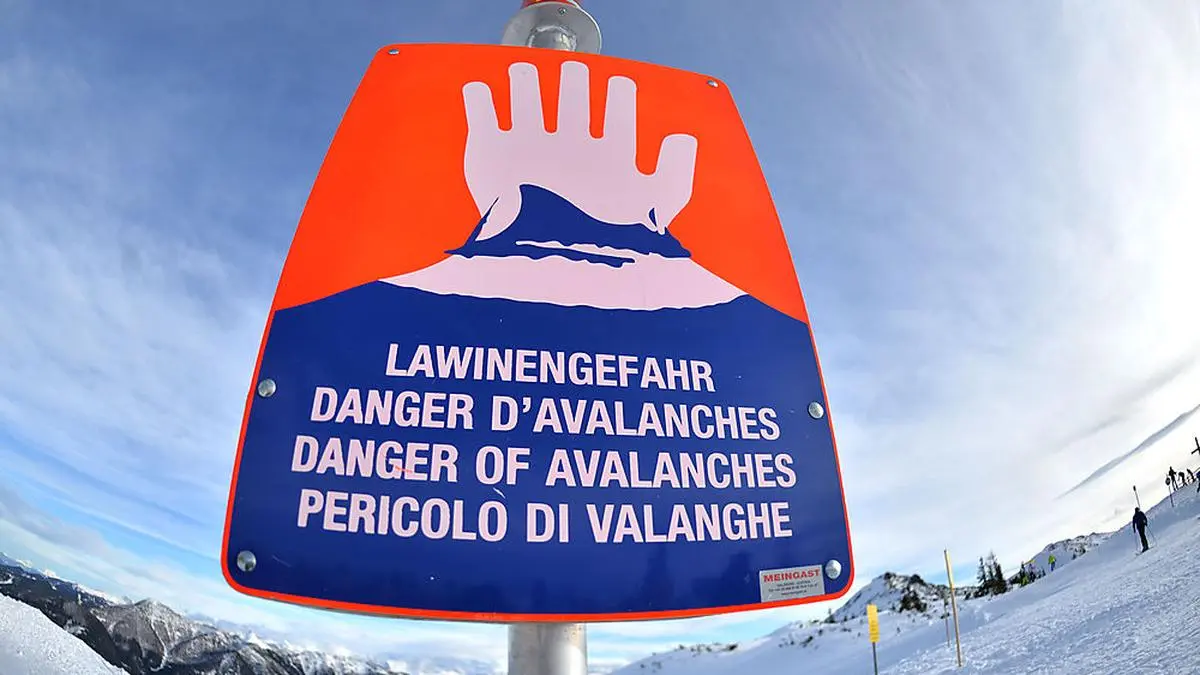 LAWINENGEFAHR
DANGER D'AVALANCHES
DANGER OF AVALANCHES
PERICOLO DI VALANGHE
MEINGAST